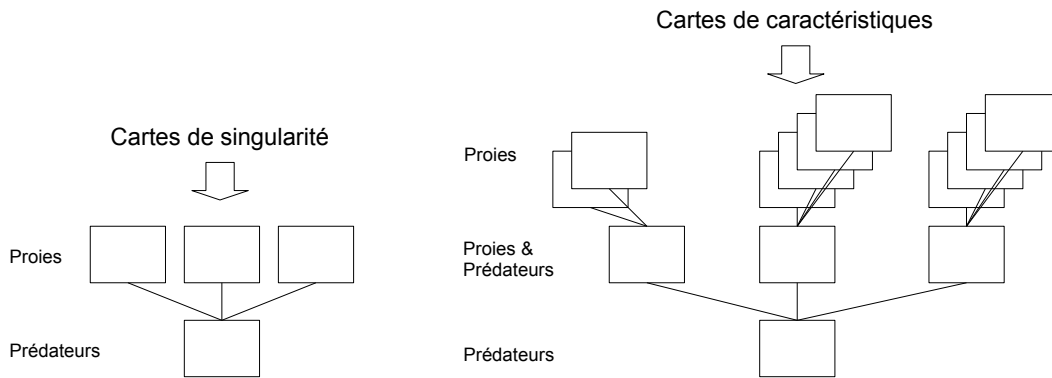 Cartes de singularité
Proies
Prédateurs
Cartes de caractéristiques
Proies
Proies &
Prédateurs
Prédateurs